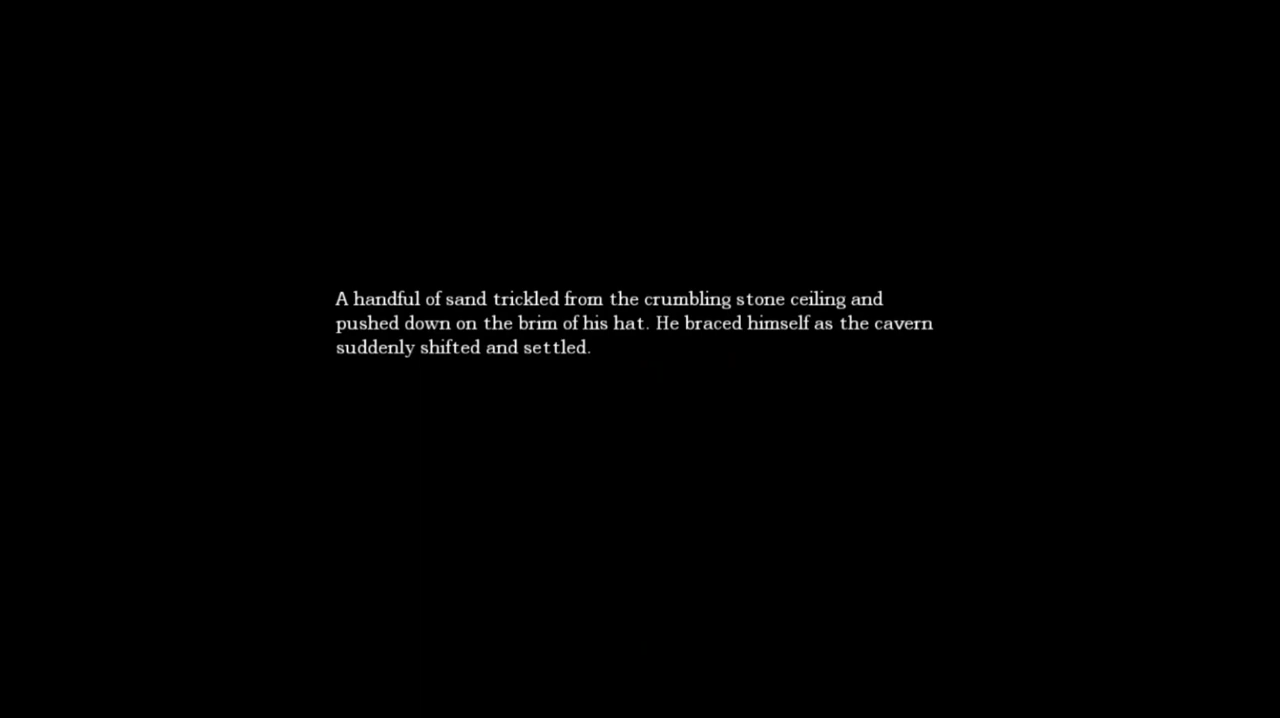 A handful of sand trickled from the crumbling stone ceiling and
pushed down on the brim of his hat. He braced himself as the cavern
suddenly shifted and settled.